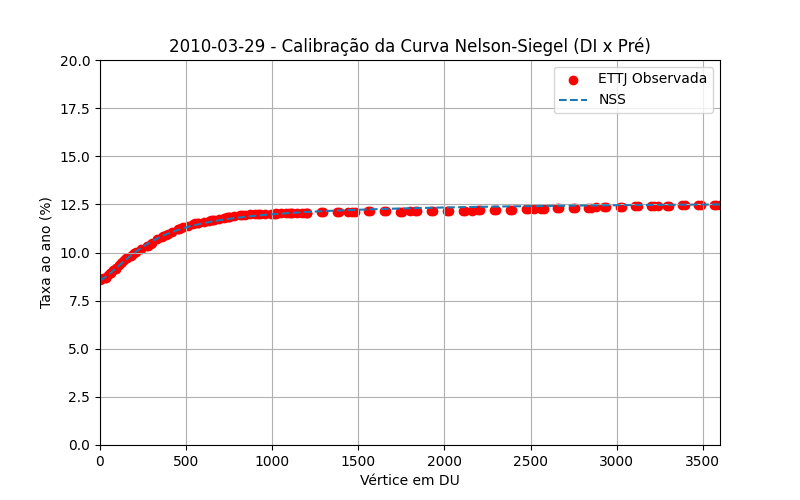 2010-03-29 - Calibração da Curva Nelson-Siegel (DI x Pré)
ETTJ Observada
NSS
Taxa ao ano (%)
20.0
17.5
15.0
12.5
10.0
7.5
5.0
2.5
0.0
0 500 1000 1500 2000 2500 3000 3500
Vértice em DU